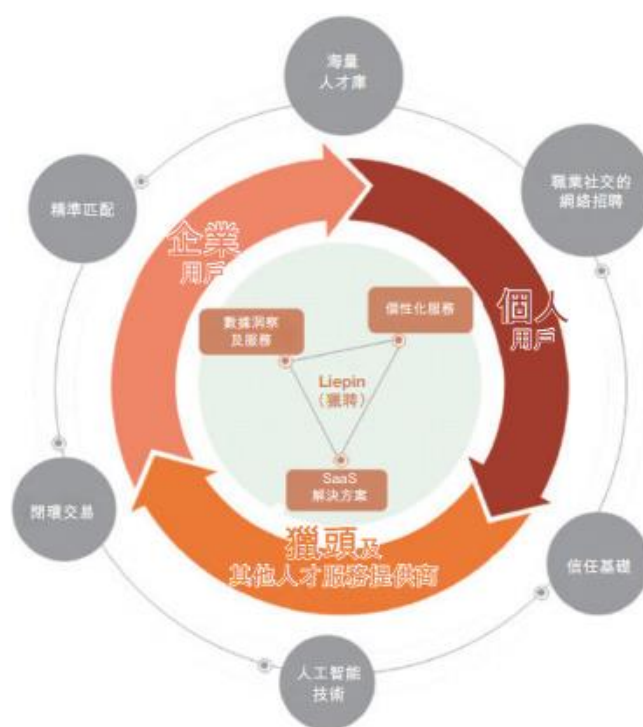 海量
人才庫
職業社交的
網絡招聘
精準匹配
企業
用戶
個人
用戶
個性化服務
數據洞察
及服務
Liepin
(獵聘)
SaaS
解決方案
閉環交易
獵頭及
其他人才服務提供商
信任基礎
人工智能
技術